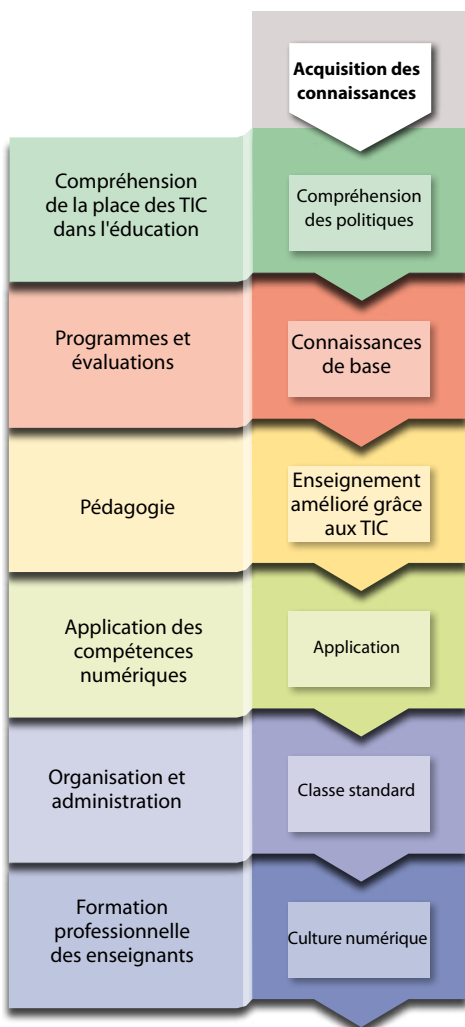 Acquisition des
connaissances
Compréhension
de la place des TIC
dans l'éducation
Compréhension
des politiques
Programmes et
évaluations
Connaissances
de base
Pédagogie
Enseignement
amélioré grâce
aux TIC
Application des
compétences
numériques
Application
Organisation et
administration
Classe standard
Formation
professionnelle
des enseignants
Culture numérique